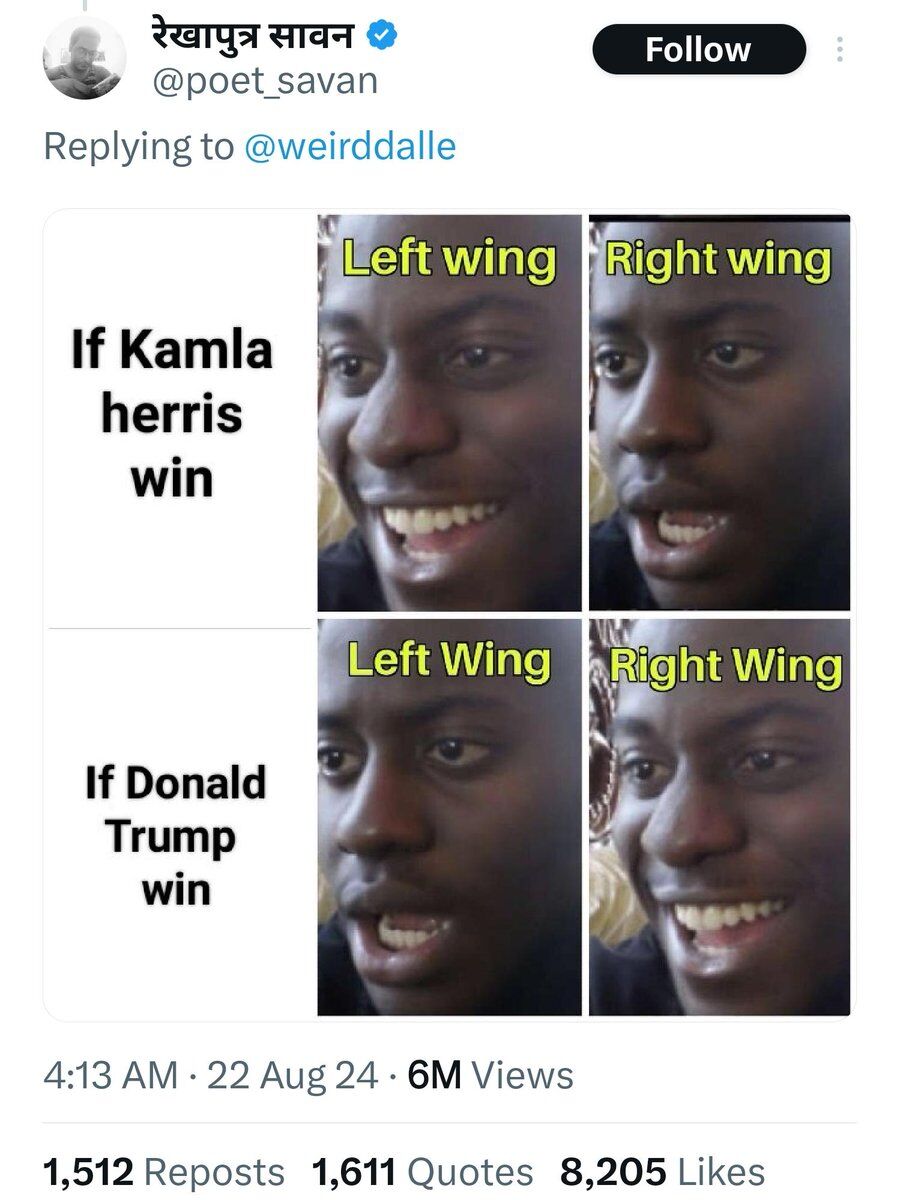 रेखापुत्र सावन
Follow
@poet_savan
Replying to @weirddalle
If Kamla
herris
win
Left wing
Right wing
If Donald
Trump
win
Left Wing
Right Wing
4:13 AM · 22 Aug 24 · 6M Views
1,512 Reposts 1,611 Quotes 8,205 Likes